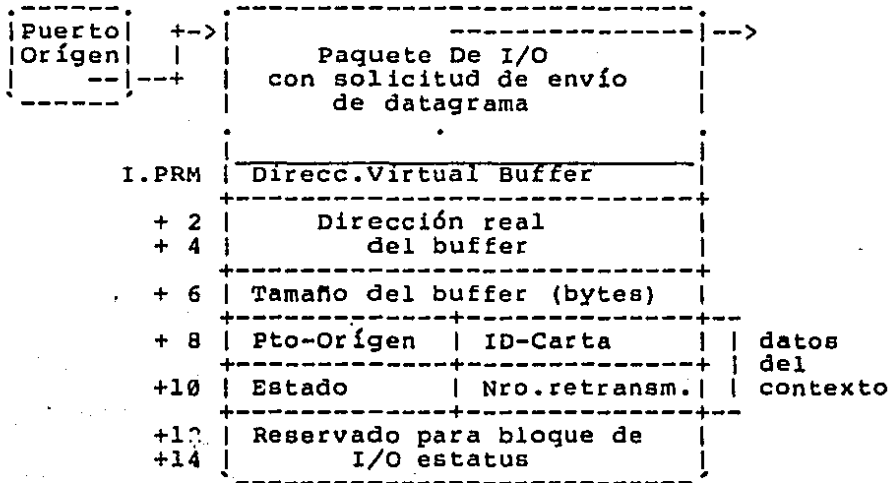 Puerto
Orígen
Paquete De I/O
con solicitud de envío
de datagrama
I.PRM Direcc.Virtual Buffer
+ 2 Dirección real
+ 4 del buffer
+ 6 Tamaño del buffer (bytes)
+ 8 Pto-Orígen ID-Carta datos
del
+10 Estado Nro.retransm. contexto
Reservado para bloque de
+14 I/O estatus